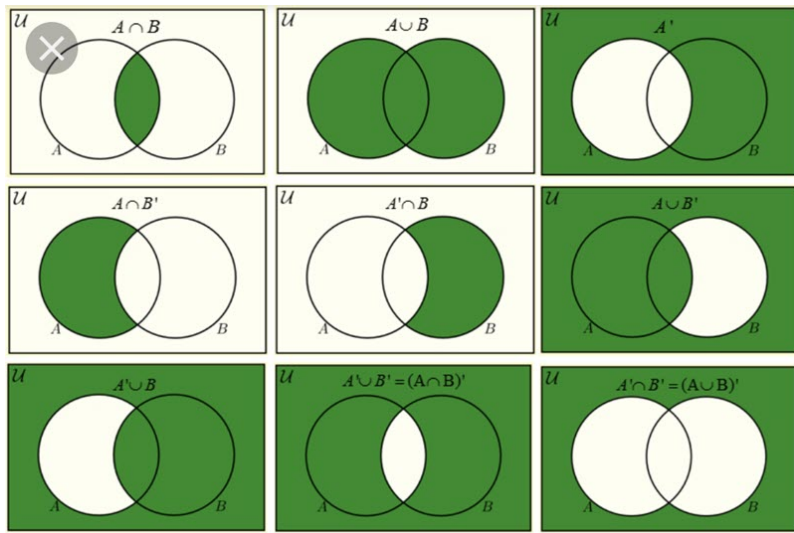 𝒰 A ∩ B
A B
𝒰 A ∪ B
A B
𝒰 A'
A B
𝒰 A ∩ B'
A B
𝒰 A' ∩ B
A B
𝒰 A ∪ B'
A B
𝒰 A' ∪ B
A B
𝒰 A' ∪ B' = (A ∩ B)'
A B
𝒰 A' ∩ B' = (A ∪ B)'
A B